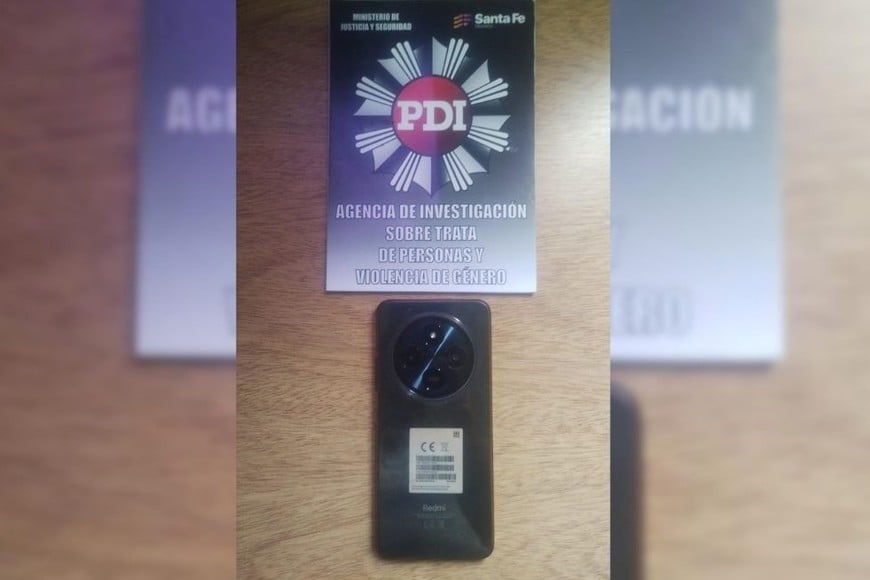 MINISTERIO DE
JUSTICIA Y SEGURIDAD
Santa Fe
PDI
AGENCIA DE INVESTIGACIÓN
SOBRE TRATA
DE PERSONAS Y
VIOLENCIA DE GÉNERO
CE
Redmi